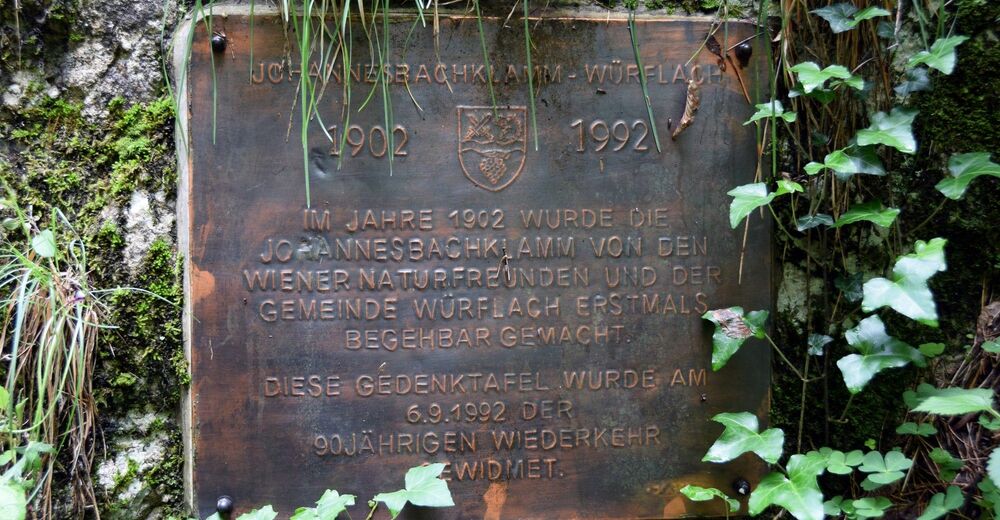 JOHANNESBACHKLAMM - WÜRFLACH
1902 1992
IM JAHRE 1902 WURDE DIE
JOHANNESBACHKLAMM VON DEN
WIENER NATURFREUNDEN UND DER
GEMEINDE WÜRFLACH ERSTMALS
BEGEHBAR GEMACHT.
DIESE GEDENKTAFEL WURDE AM
6.9.1992 DER
90JÄHRIGEN WIEDERKEHR
GEWIDMET.